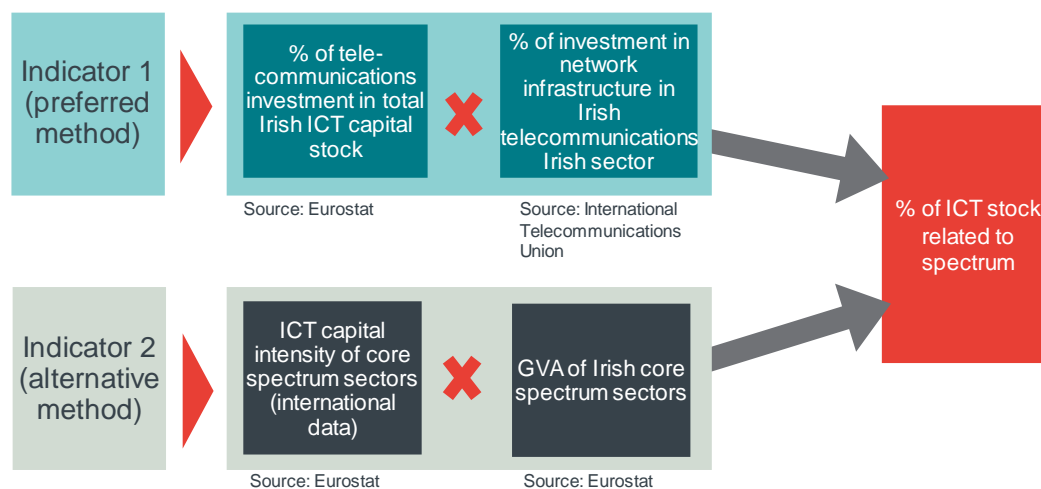 Indicator 1
(preferred
method)
% of tele-
communications
investment in total
Irish ICT capital
stock
% of investment in
network
infrastructure in
Irish
telecommunications
Irish sector
Source: Eurostat
Source: International
Telecommunications
Union
% of ICT stock
related to
spectrum
Indicator 2
(alternative
method)
ICT capital
intensity of core
spectrum sectors
(international
data)
GVA of Irish core
spectrum sectors
Source: Eurostat
Source: Eurostat